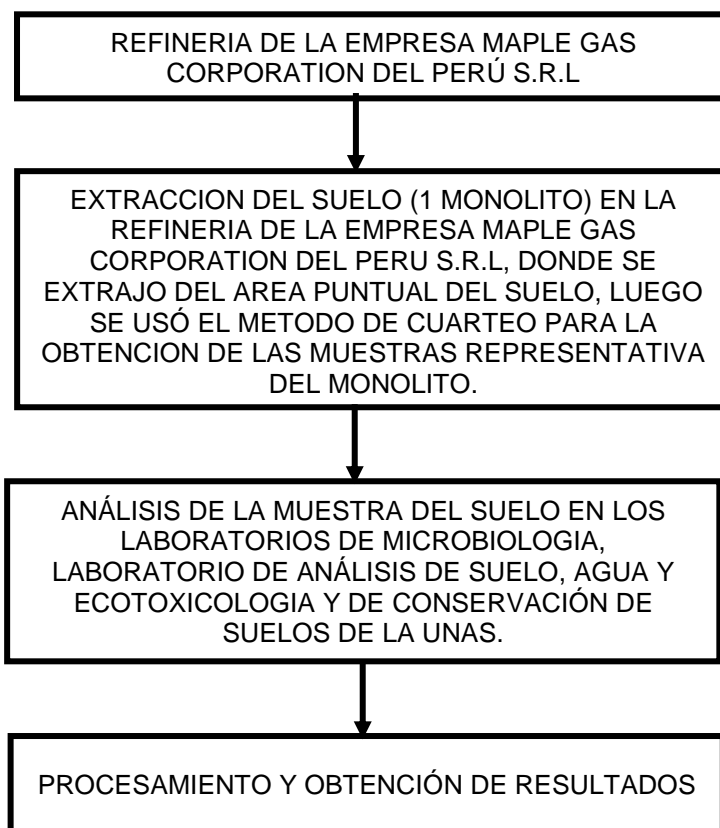 REFINERIA DE LA EMPRESA MAPLE GAS
CORPORATION DEL PERÚ S.R.L
EXTRACCION DEL SUELO (1 MONOLITO) EN LA
REFINERIA DE LA EMPRESA MAPLE GAS
CORPORATION DEL PERU S.R.L, DONDE SE
EXTRAJO DEL AREA PUNTUAL DEL SUELO, LUEGO
SE USÓ EL METODO DE CUARTEO PARA LA
OBTENCION DE LAS MUESTRAS REPRESENTATIVA
DEL MONOLITO.
ANÁLISIS DE LA MUESTRA DEL SUELO EN LOS
LABORATORIOS DE MICROBIOLOGIA,
LABORATORIO DE ANÁLISIS DE SUELO, AGUA Y
ECOTOXICOLOGIA Y DE CONSERVACIÓN DE
SUELOS DE LA UNAS.
PROCESAMIENTO Y OBTENCIÓN DE RESULTADOS